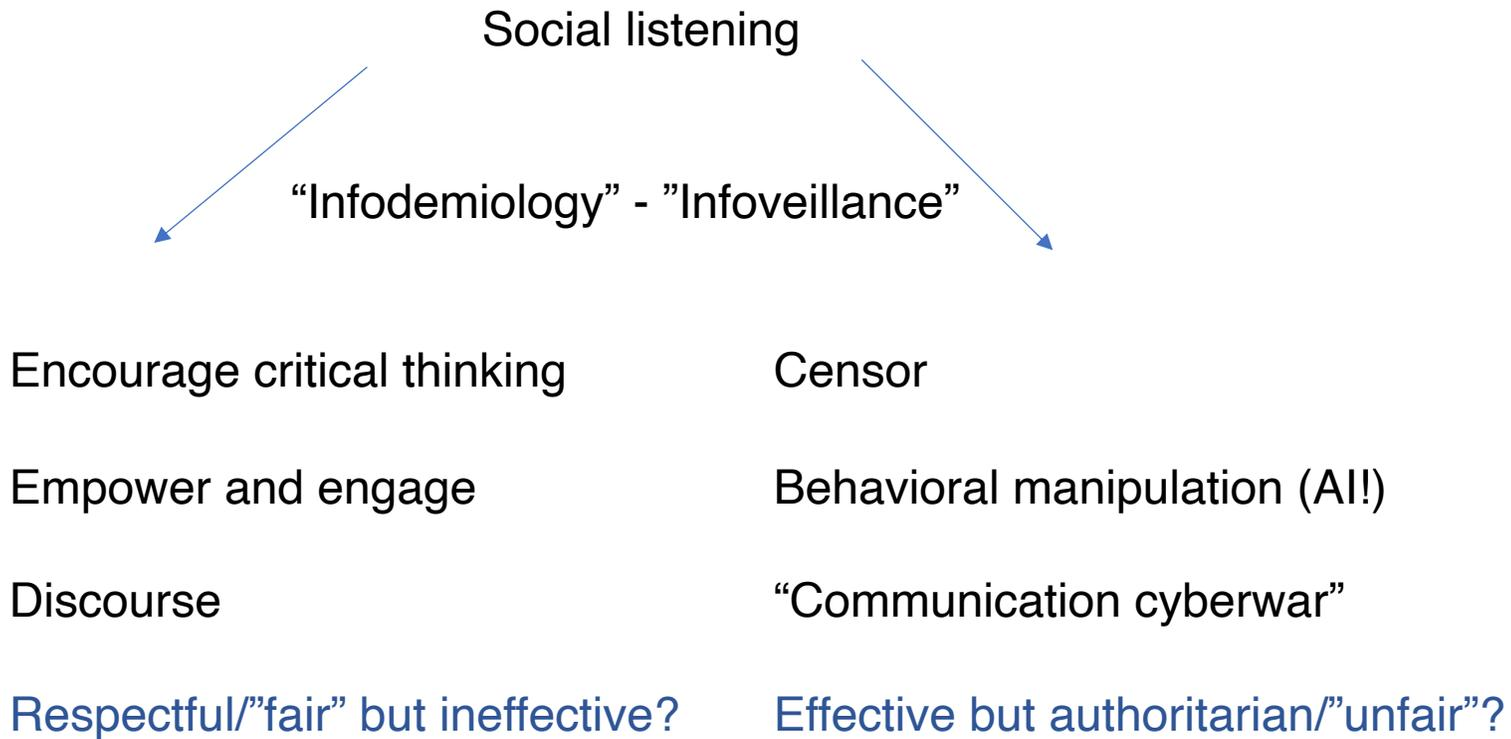 Social listening
“Infodemiology” - ”Infoveillance”
Encourage critical thinking
Censor
Empower and engage
Behavioral manipulation (AI!)
Discourse
“Communication cyberwar”
Respectful/”fair” but ineffective?
Effective but authoritarian/”unfair”?